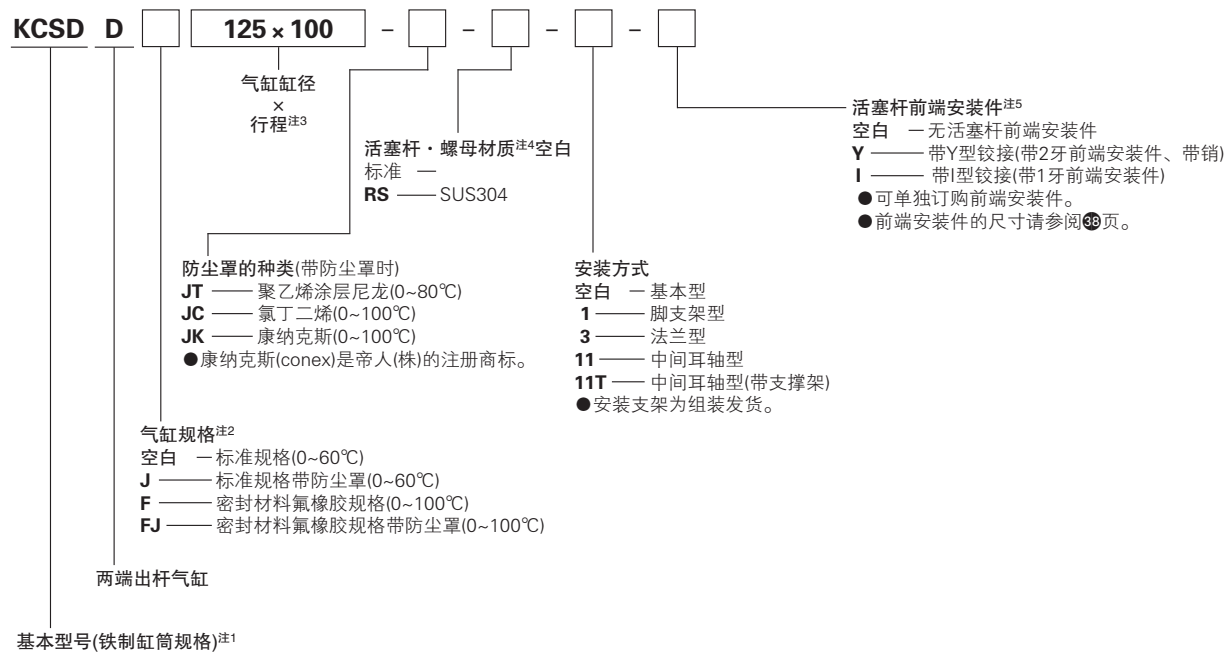 KCSD D 125 × 100 – – – –
气缸缸径
×
行程注3
活塞杆・螺母材质注4空白
标准 —
RS —— SUS304
活塞杆前端安装件注5
空白 — 无活塞杆前端安装件
Y —— 带Y型铰接(带2牙前端安装件、带销)
I —— 带I型铰接(带1牙前端安装件)
●可单独订购前端安装件。
●前端安装件的尺寸请参阅38页。
防尘罩的种类(带防尘罩时)
JT —— 聚乙烯涂层尼龙(0~80℃)
JC —— 氯丁二烯(0~100℃)
JK —— 康纳克斯(0~100℃)
●康纳克斯(conex)是帝人(株)的注册商标。
安装方式
空白 — 基本型
1 —— 脚支架型
3 —— 法兰型
11 —— 中间耳轴型
11T —— 中间耳轴型(带支撑架)
●安装支架为组装发货。
气缸规格注2
空白 — 标准规格(0~60℃)
J —— 标准规格带防尘罩(0~60℃)
F —— 密封材料氟橡胶规格(0~100℃)
FJ —— 密封材料氟橡胶规格带防尘罩(0~100℃)
两端出杆气缸
基本型号(铁制缸筒规格)注1